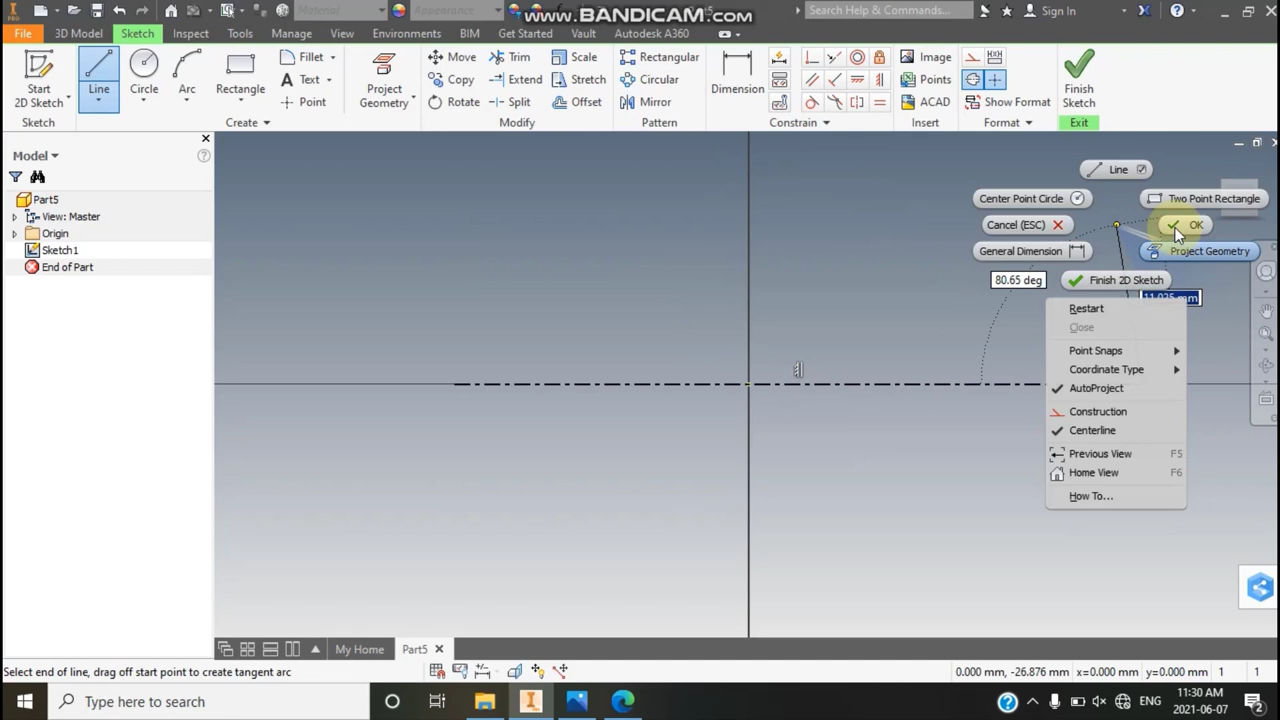 www.BANDICAM.com
Material
Appearance
Search Help & Commands...
Sign In
File
3D Model
Sketch
Inspect
Tools
Manage
View
Environments
BIM
Get Started
Vault
Autodesk A360
Start
2D Sketch
Line
Circle
Arc
Rectangle
Fillet
Text
Point
Project
Geometry
Move
Copy
Rotate
Trim
Extend
Split
Scale
Stretch
Offset
Rectangular
Circular
Mirror
Dimension
Image
Points
ACAD
Show Format
Finish
Sketch
Sketch
Create
Modify
Pattern
Constrain
Insert
Format
Exit
Model
Part5
View: Master
Origin
Sketch1
End of Part
Line
Center Point Circle
Two Point Rectangle
Cancel (ESC)
OK
General Dimension
Project Geometry
80.65 deg
Finish 2D Sketch
11.025 mm
Restart
Close
Point Snaps
Coordinate Type
AutoProject
Construction
Centerline
Previous View F5
Home View F6
How To...
My Home
Part5
Select end of line, drag off start point to create tangent arc
0.000 mm, -26.876 mm x=0.000 mm y=0.000 mm 1 1
Type here to search
ENG
11:30 AM
2021-06-07
2